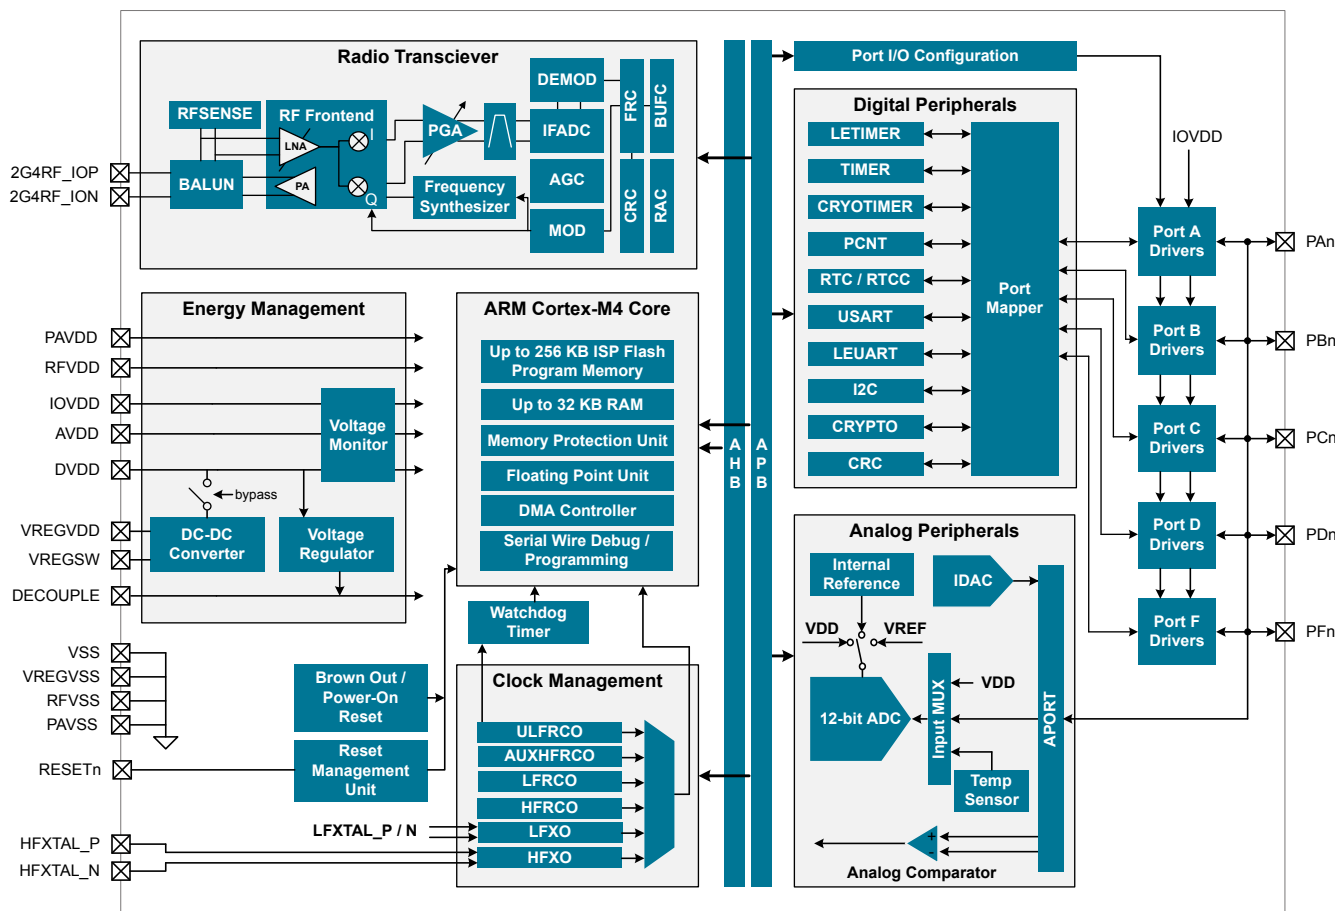 Radio Transciever
RFSENSE
RF Frontend
LNA
I
PA
Q
BALUN
2G4RF_IOP
2G4RF_ION
PGA
DEMOD
IFADC
AGC
MOD
Frequency
Synthesizer
FRC
BUFC
CRC
RAC
Energy Management
PAVDD
RFVDD
IOVDD
AVDD
DVDD
VREGVDD
VREGSW
DECOUPLE
Voltage
Monitor
bypass
DC-DC
Converter
Voltage
Regulator
VSS
VREGVSS
RFVSS
PAVSS
RESETn
HFXTAL_P
HFXTAL_N
ARM Cortex-M4 Core
Up to 256 KB ISP Flash
Program Memory
Up to 32 KB RAM
Memory Protection Unit
Floating Point Unit
DMA Controller
Serial Wire Debug /
Programming
Watchdog
Timer
Brown Out /
Power-On
Reset
Reset
Management
Unit
Clock Management
ULFRCO
AUXHFRCO
LFRCO
HFRCO
LFXO
HFXO
LFXTAL_P / N
A
H
B
A
P
B
Port I/O Configuration
Digital Peripherals
LETIMER
TIMER
CRYOTIMER
PCNT
RTC / RTCC
USART
LEUART
I2C
CRYPTO
CRC
Port
Mapper
IOVDD
Port A
Drivers
Port B
Drivers
Port C
Drivers
Port D
Drivers
Port F
Drivers
PAn
PBn
PCn
PDn
PFn
Analog Peripherals
Internal
Reference
IDAC
VDD
VREF
12-bit ADC
Input MUX
VDD
APORT
Temp
Sensor
+
-
Analog Comparator